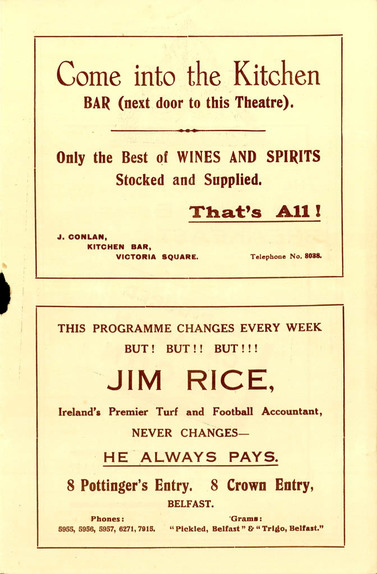 Come into the Kitchen
BAR (next door to this Theatre).
Only the Best of WINES AND SPIRITS
Stocked and Supplied.
That's All!
J. CONLAN,
KITCHEN BAR,
VICTORIA SQUARE.
Telephone No. 8038.
THIS PROGRAMME CHANGES EVERY WEEK
BUT! BUT!! BUT!!!
JIM RICE,
Ireland's Premier Turf and Football Accountant,
NEVER CHANGES—
HE ALWAYS PAYS.
8 Pottinger's Entry. 8 Crown Entry,
BELFAST.
Phones: 'Grams:
5955, 5956, 5957, 6271, 7915. "Pickled, Belfast" & "Trigo, Belfast."